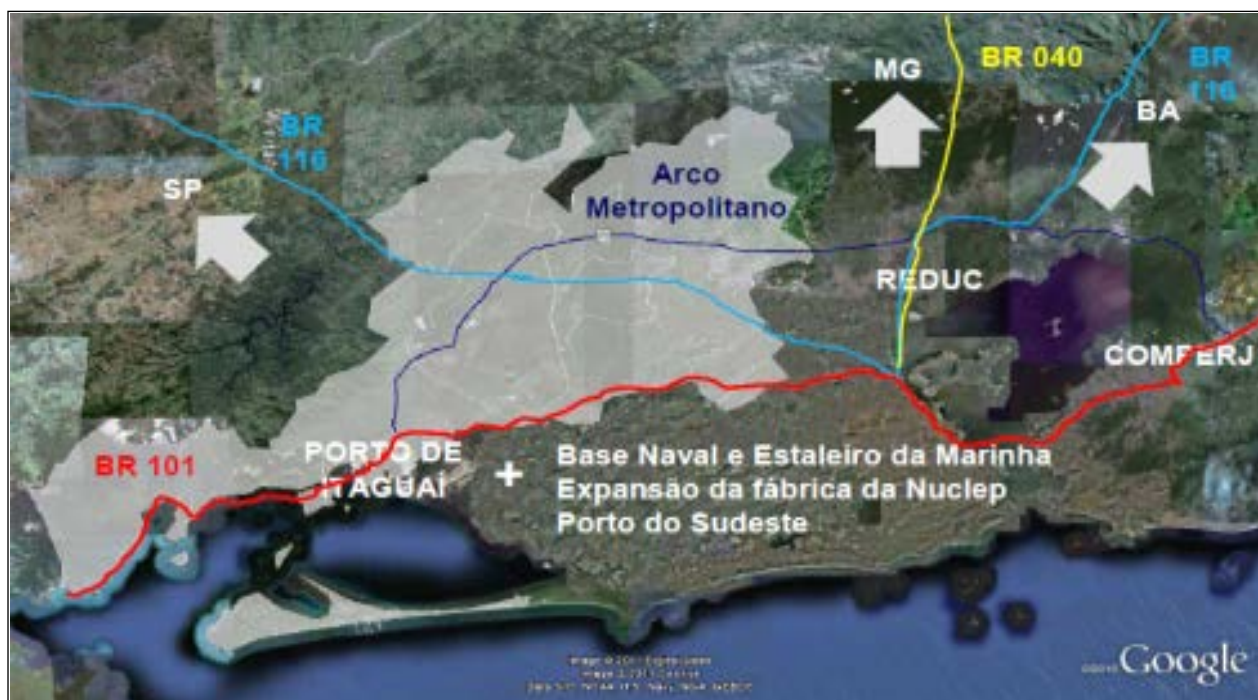 BR 040
MG
BR
116
BA
BR
116
SP
Arco
Metropolitano
REDUC
COMPERJ
BR 101
PORTO DE
ITAGUAÍ
+
Base Naval e Estaleiro da Marinha
Expansão da fábrica da Nuclep
Porto do Sudeste
©2010 Google